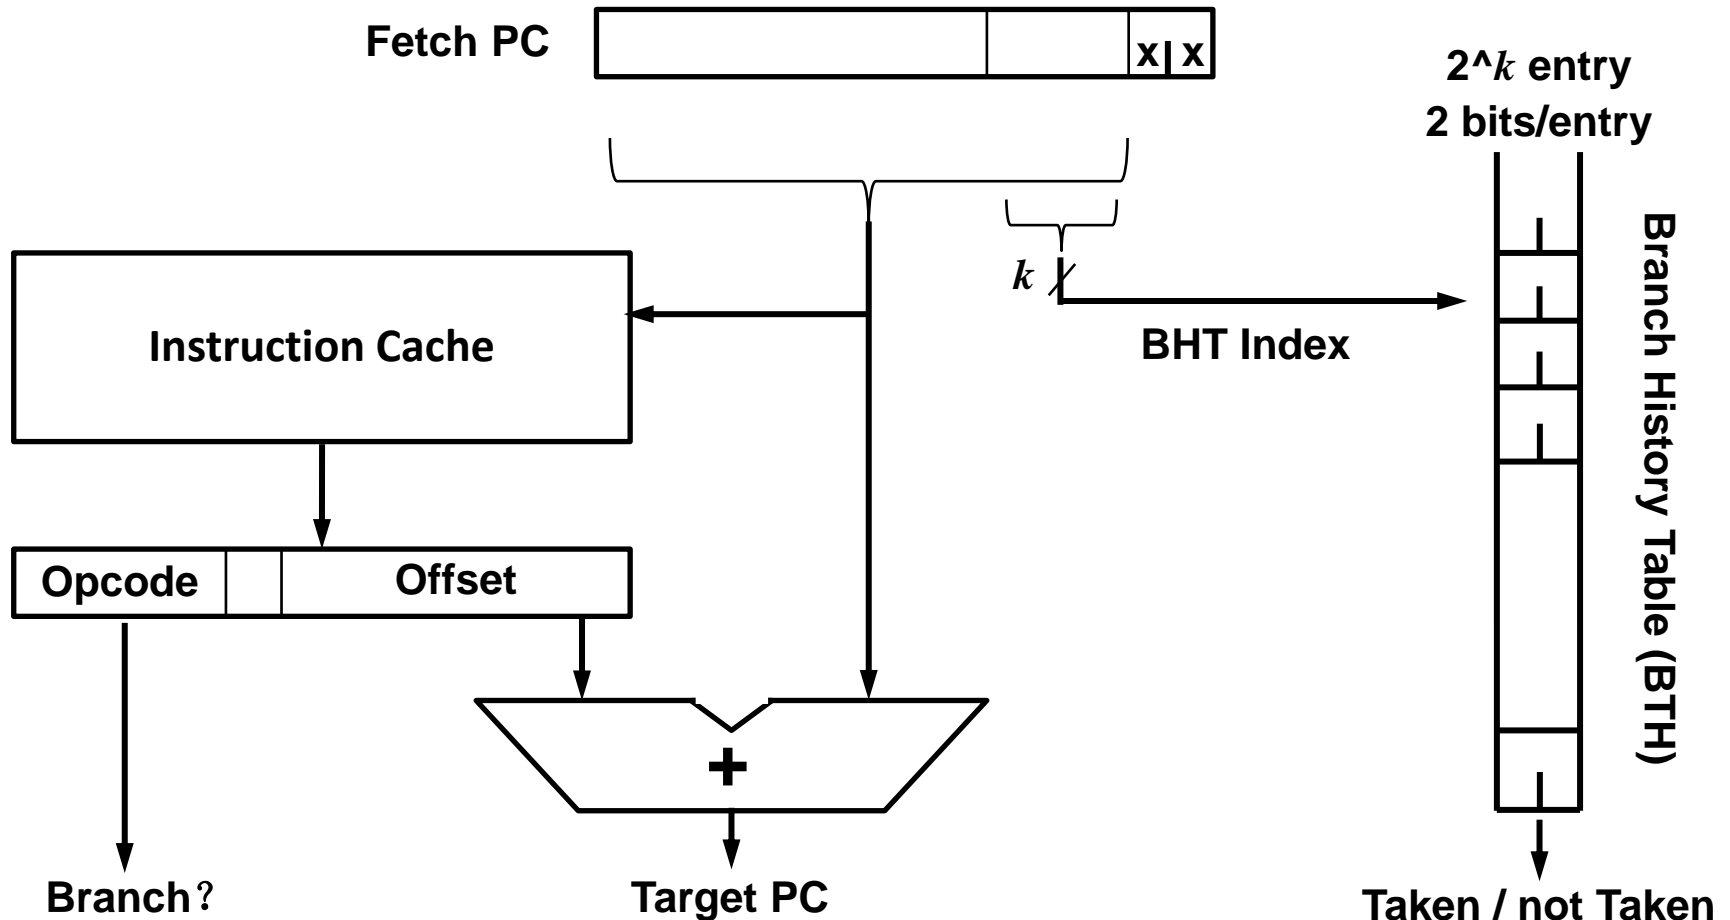 Fetch PC
x x
2^k entry
2 bits/entry
k
BHT Index
Instruction Cache
Branch History Table (BTH)
Opcode
Offset
+
Branch？
Target PC
Taken / not Taken